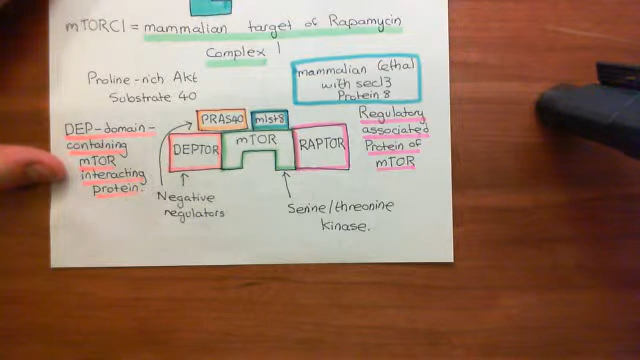 mTORC1 = mammalian target of Rapamycin
Complex 1
Proline-rich Akt
Substrate 40
mammalian lethal
with sec13
Protein 8
DEP-domain-
containing
mTOR
interacting
protein.
PRAS40
mlst8
DEPTOR
mTOR
RAPTOR
Regulatory
associated
Protein of
mTOR
Negative
regulators
Serine/threonine
kinase.